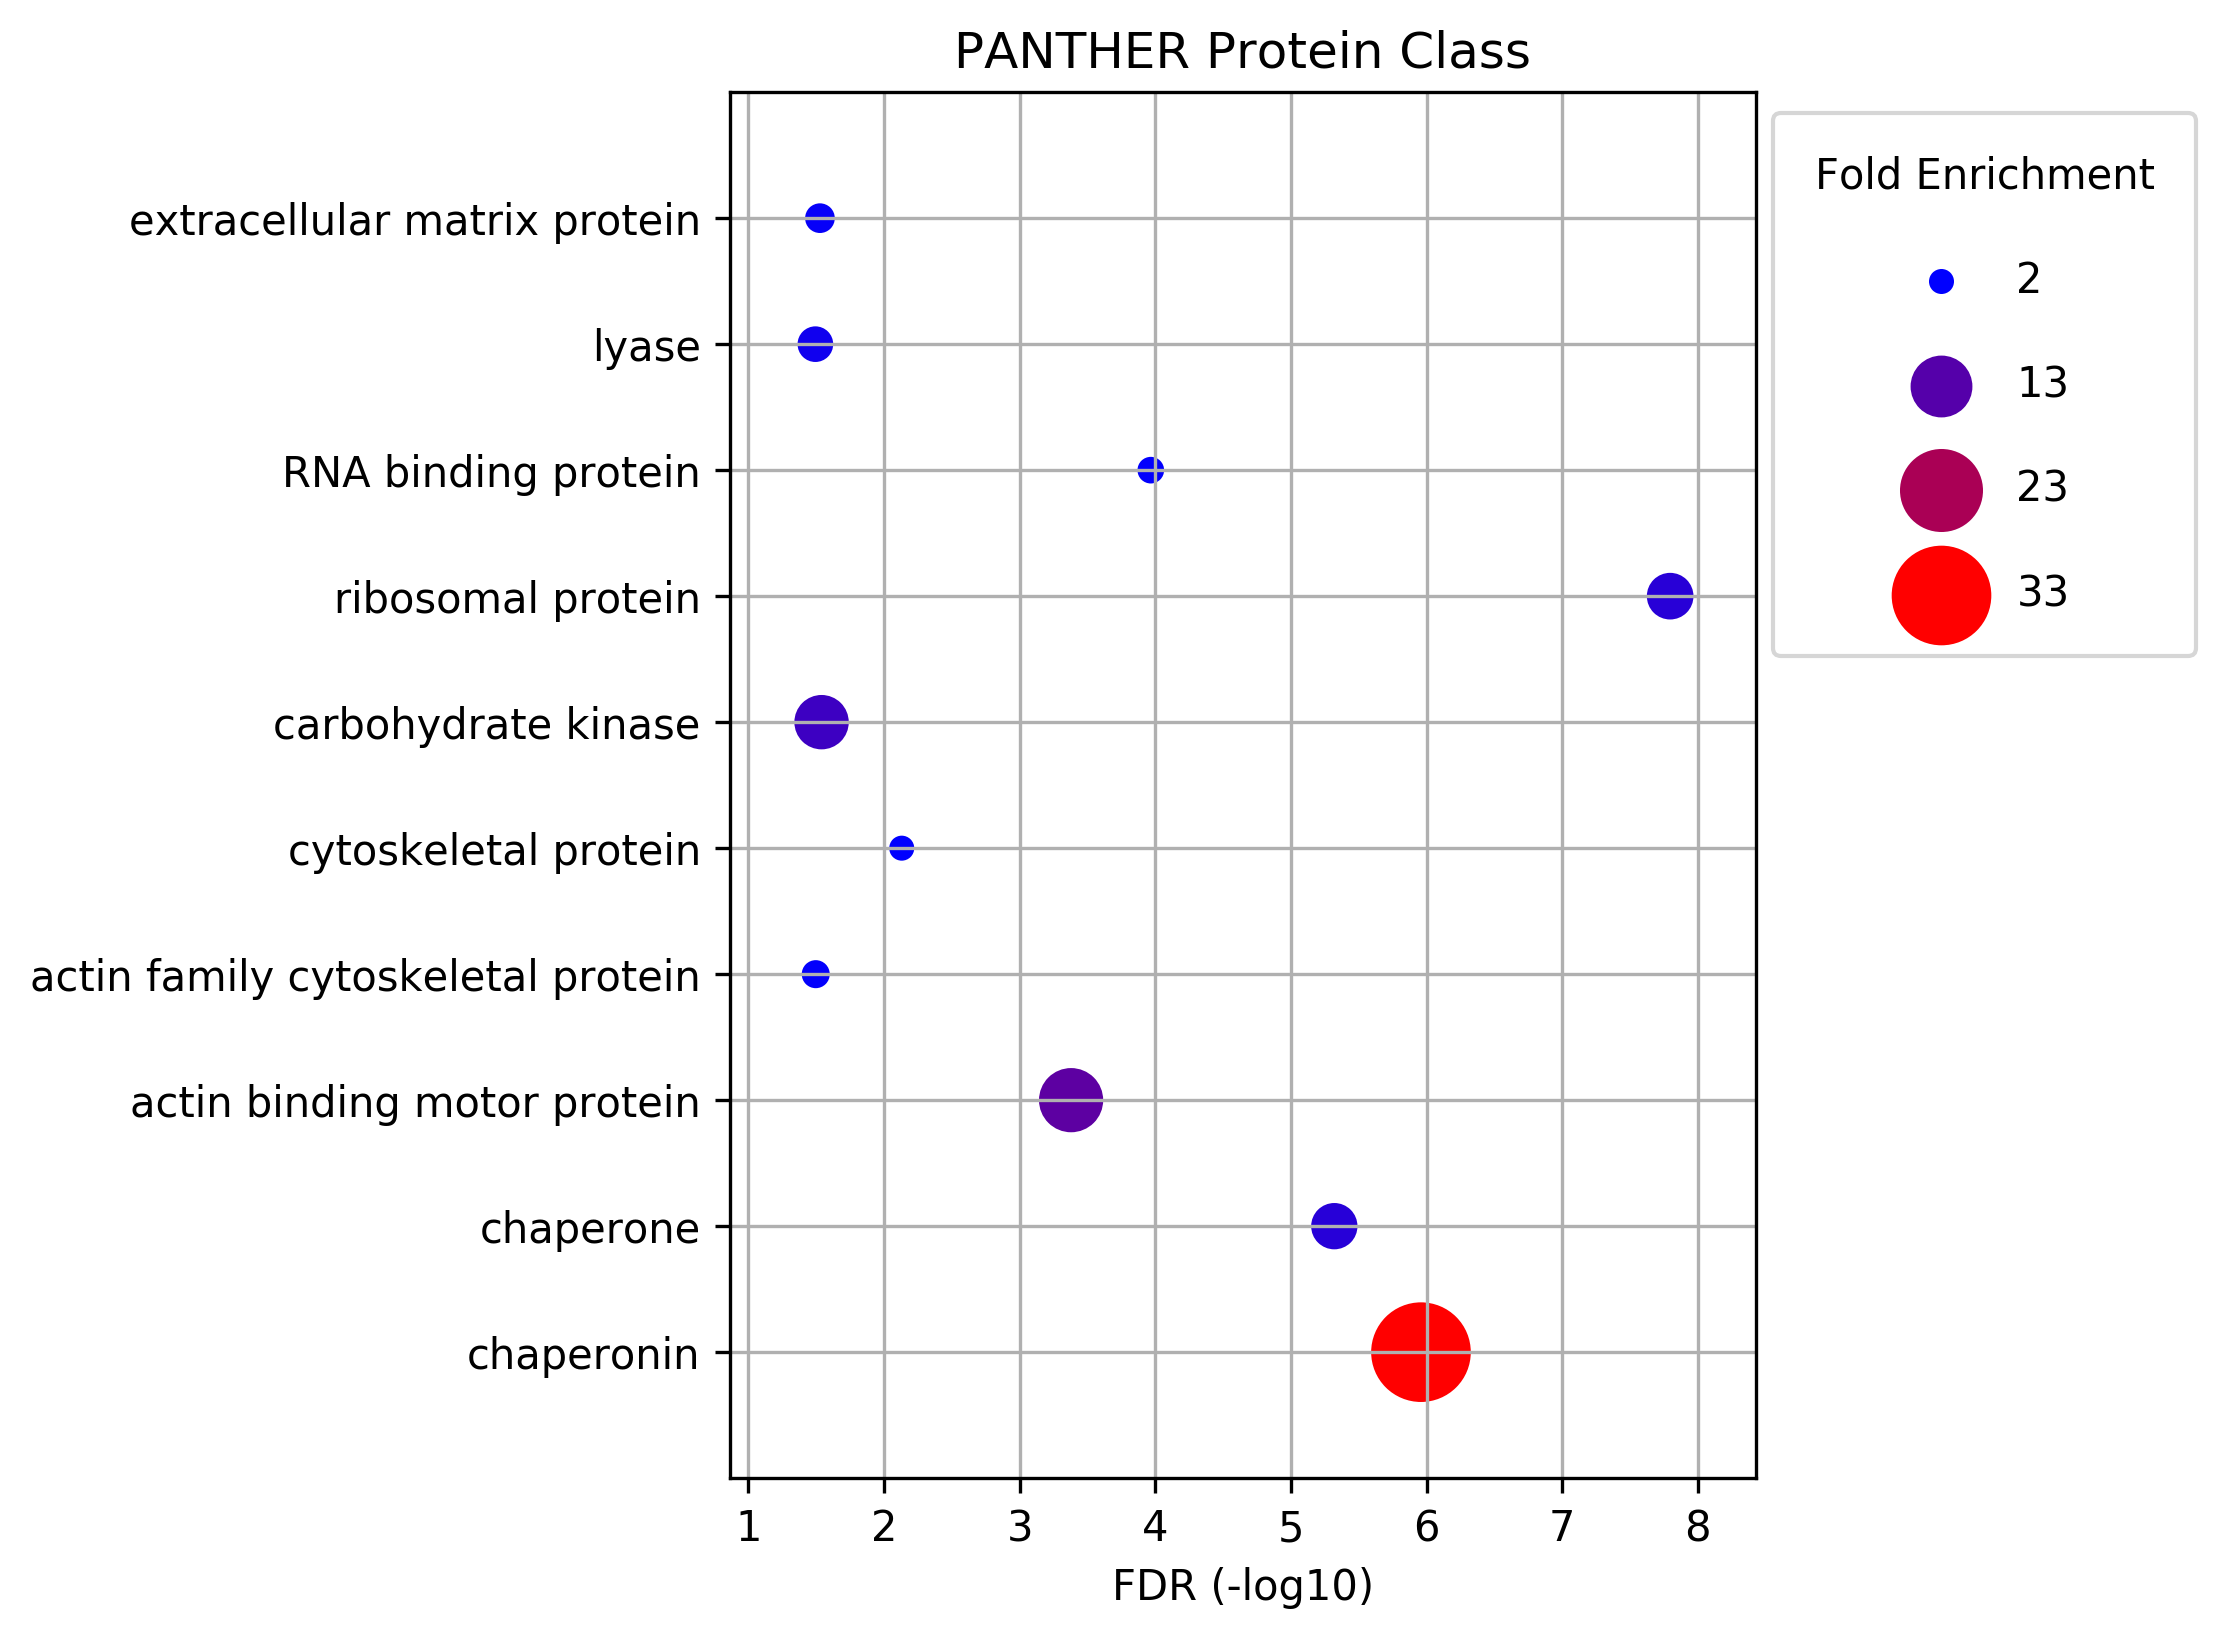 PANTHER Protein Class
extracellular matrix protein
lyase
RNA binding protein
ribosomal protein
carbohydrate kinase
cytoskeletal protein
actin family cytoskeletal protein
actin binding motor protein
chaperone
chaperonin
1 2 3 4 5 6 7 8
FDR (-log10)
Fold Enrichment
2
13
23
33